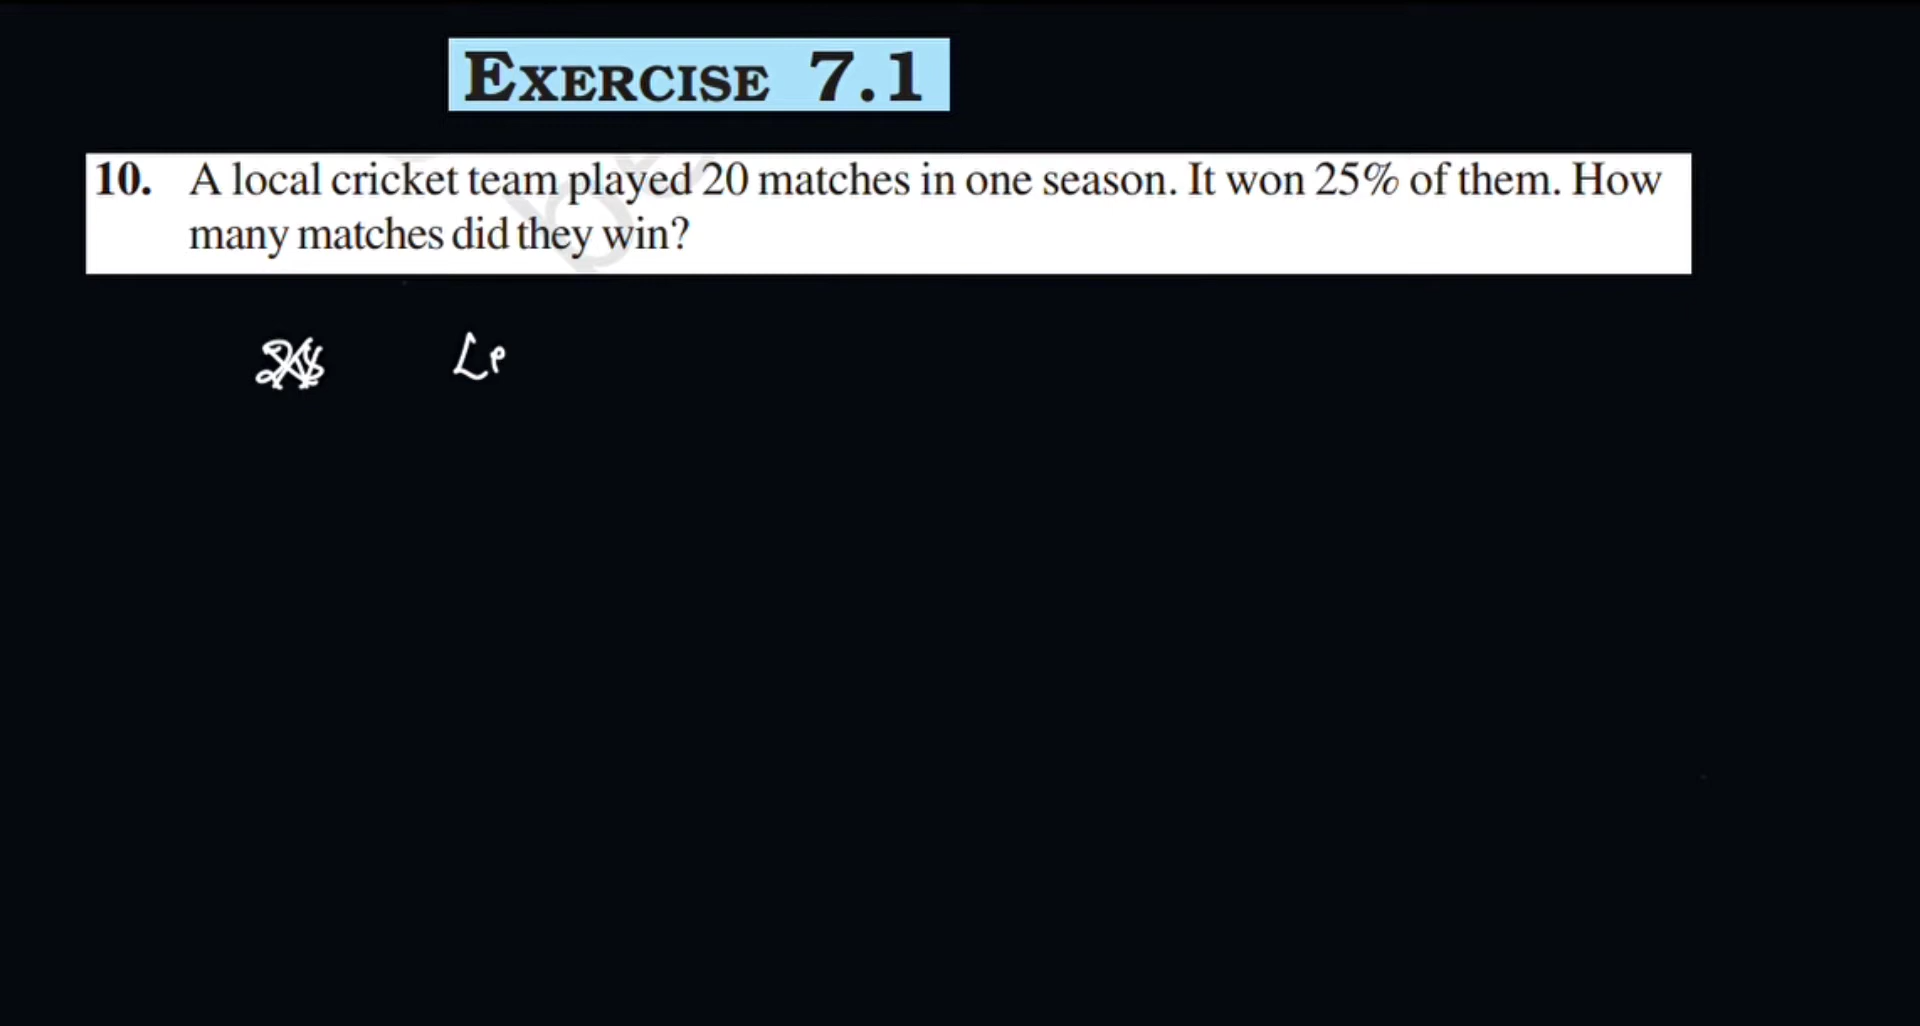 EXERCISE 7.1
10. A local cricket team played 20 matches in one season. It won 25% of them. How
many matches did they win?